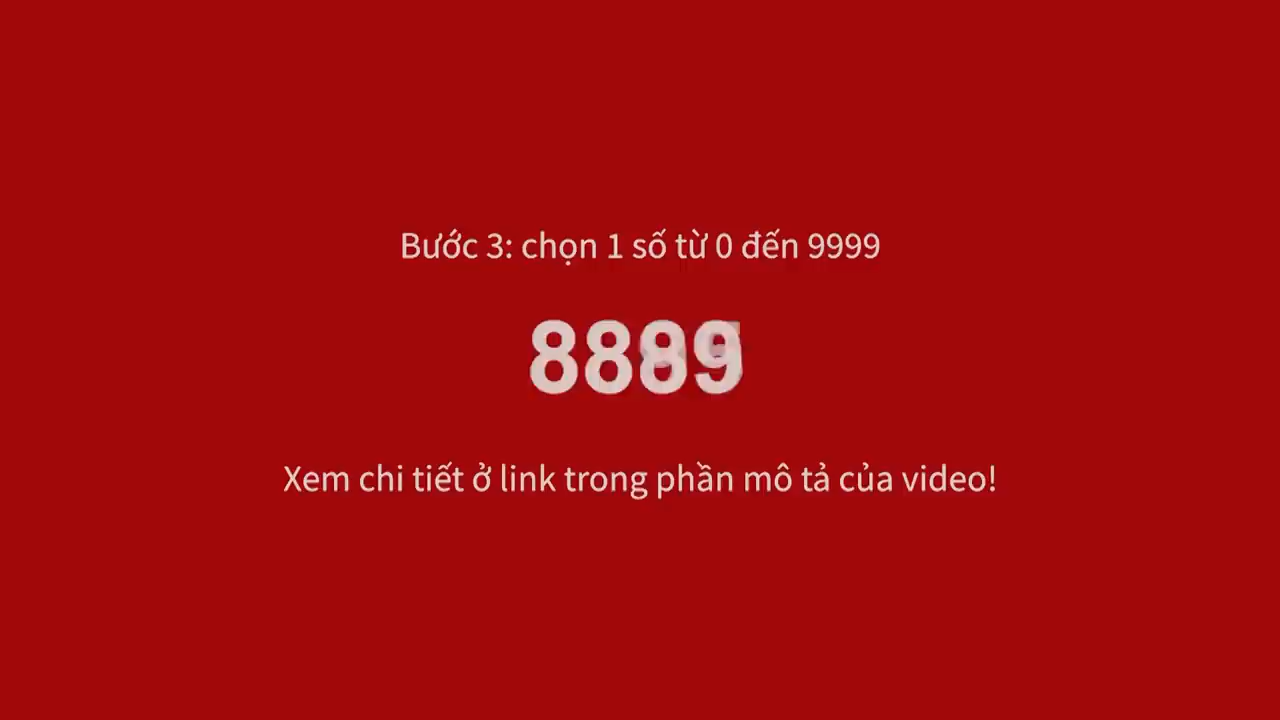 Bước 3: chọn 1 số từ 0 đến 9999
Xem chi tiết ở link trong phần mô tả của video!